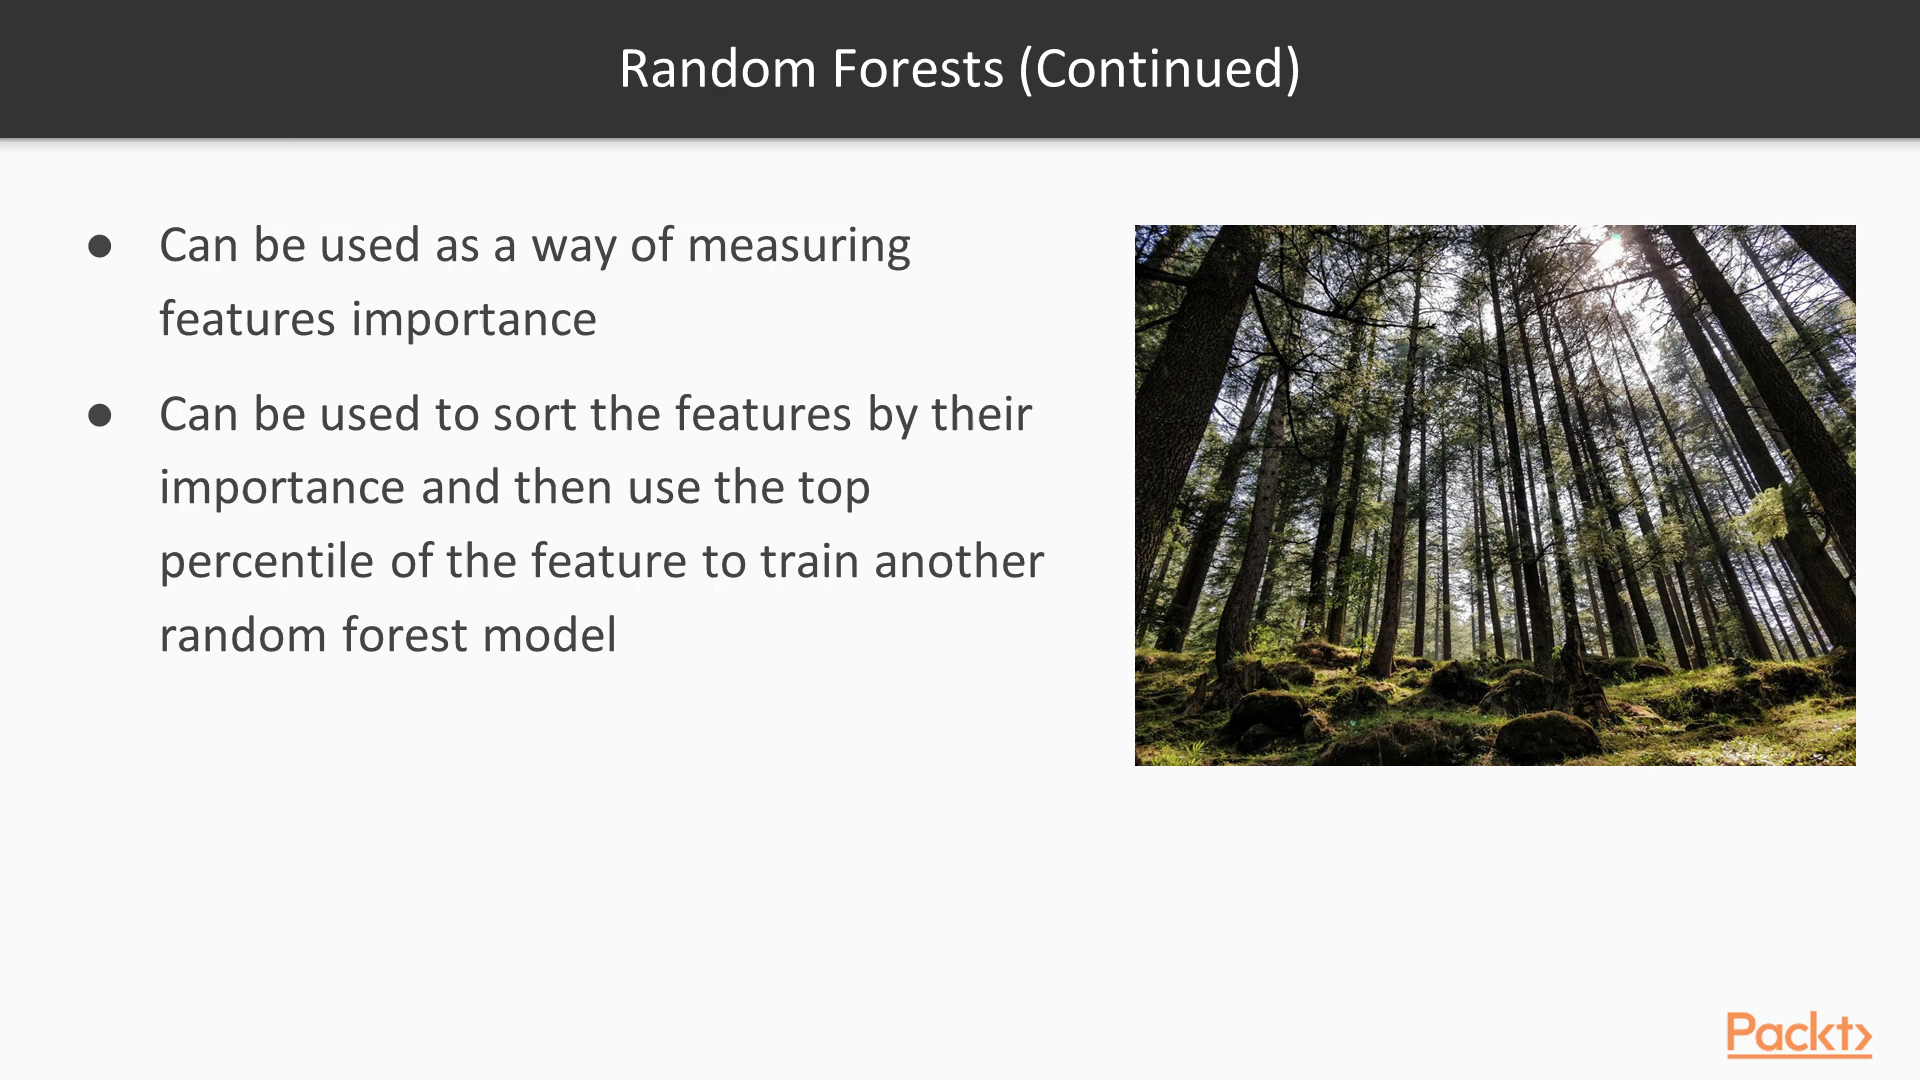 Random Forests (Continued)
● Can be used as a way of measuring
features importance
● Can be used to sort the features by their
importance and then use the top
percentile of the feature to train another
random forest model
Packt>